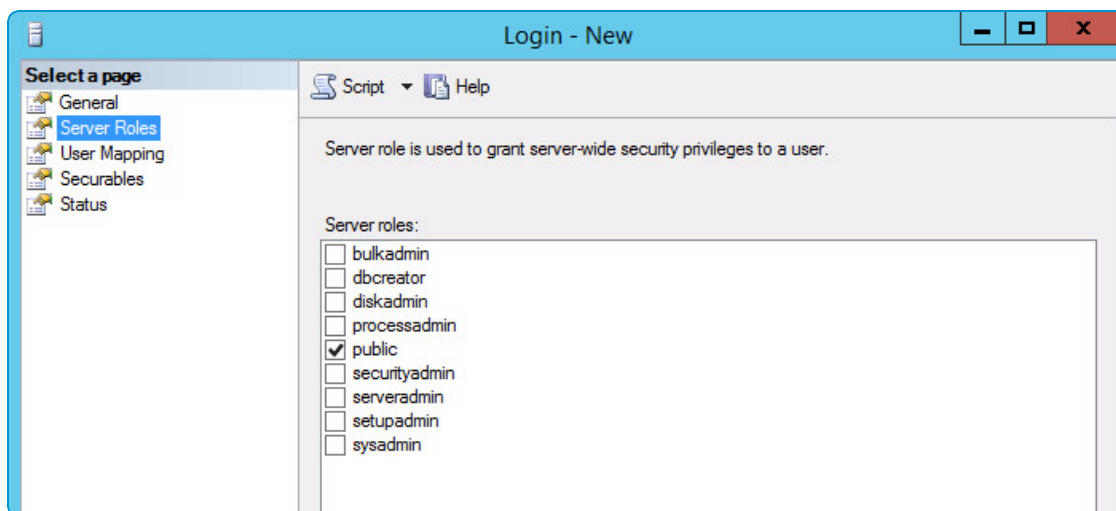 Login - New
Select a page
General
Server Roles
User Mapping
Securables
Status
Script Help
Server role is used to grant server-wide security privileges to a user.
Server roles:
bulkadmin
dbcreator
diskadmin
processadmin
public
securityadmin
serveradmin
setupadmin
sysadmin